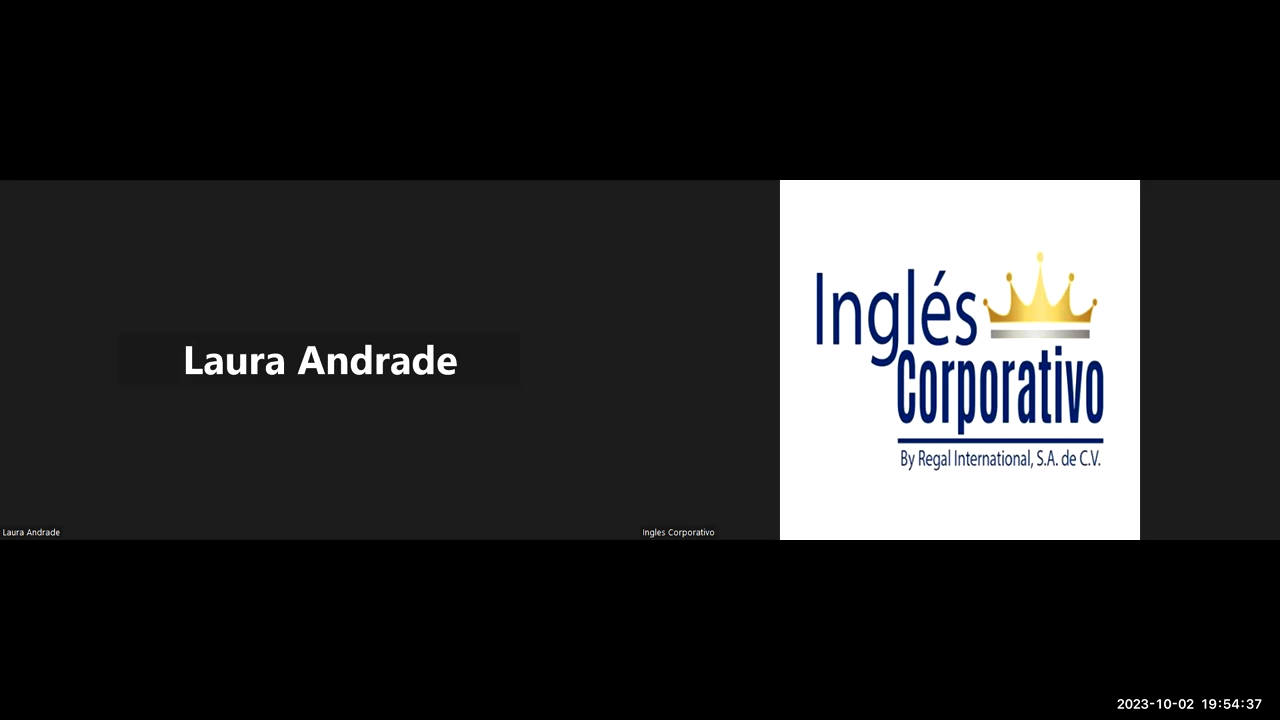 Laura Andrade
Laura Andrade
Inglés
Corporativo
By Regal International, S.A. de C.V.
Ingles Corporativo
2023-10-02 19:54:37